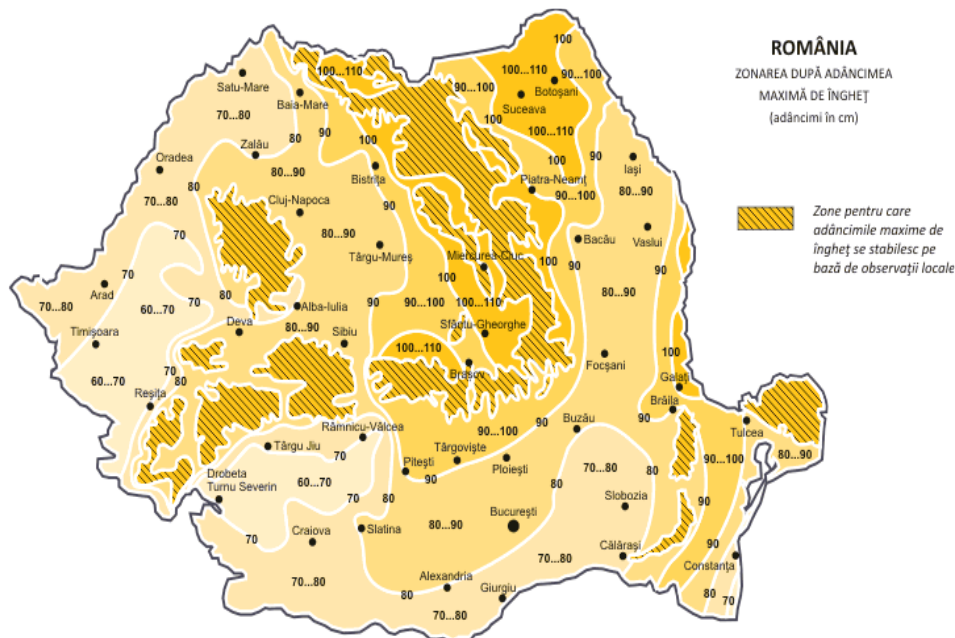 ROMÂNIA
ZONAREA DUPĂ ADÂNCIMEA
MAXIMĂ DE ÎNGHEȚ
(adâncimi în cm)
Zone pentru care
adâncimile maxime de
îngheț se stabilesc pe
bază de observații locale
100
100...110
90...100
90...100
Satu-Mare
Botoșani
Baia-Mare
Suceava
70...80
90
100
100...110
80
100
Zalău
100
90
Iași
Oradea
80...90
Bistrița
Piatra-Neamț
80
80...90
70...80
Cluj-Napoca
90
90...100
70
80...90
Bacău
Vaslui
Târgu-Mureș
Miercurea-Ciuc
100
90
90
70
100
Arad
80...90
70...80
60...70
70
80
Alba-Iulia
90
90...100
100...110
Timișoara
Deva
80...90
Sfântu-Gheorghe
Sibiu
100...110
100
70
Brașov
Focșani
60...70
80
Galați
Reșița
Brăila
90
90
Buzău
Râmnicu-Vâlcea
90...100
Tulcea
Târgu Jiu
Târgoviște
70
Pitești
Ploiești
70...80
80
90...100
80...90
Drobeta
Turnu Severin
60...70
90
80
70
80
Slobozia
90
București
Craiova
Slatina
80...90
70
Călărași
90
Constanța
70...80
Alexandria
70...80
Giurgiu
80
80
70
70...80